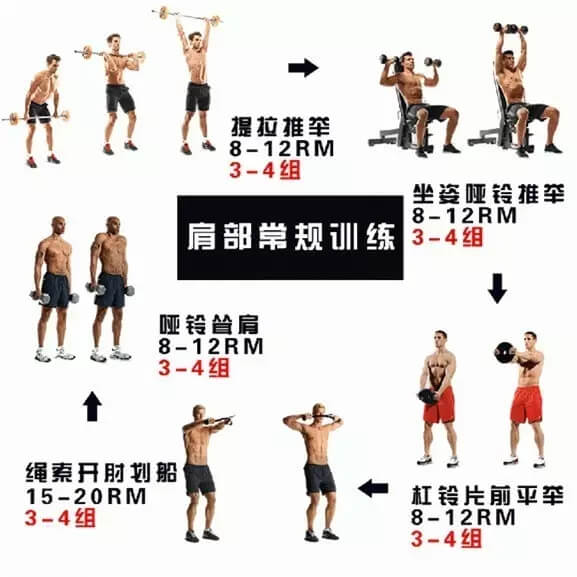 提拉推举
8-12RM
3-4组
坐姿哑铃推举
8-12RM
3-4组
肩部常规训练
杠铃片前平举
8-12RM
3-4组
绳索开肘划船
15-20RM
3-4组
哑铃耸肩
8-12RM
3-4组